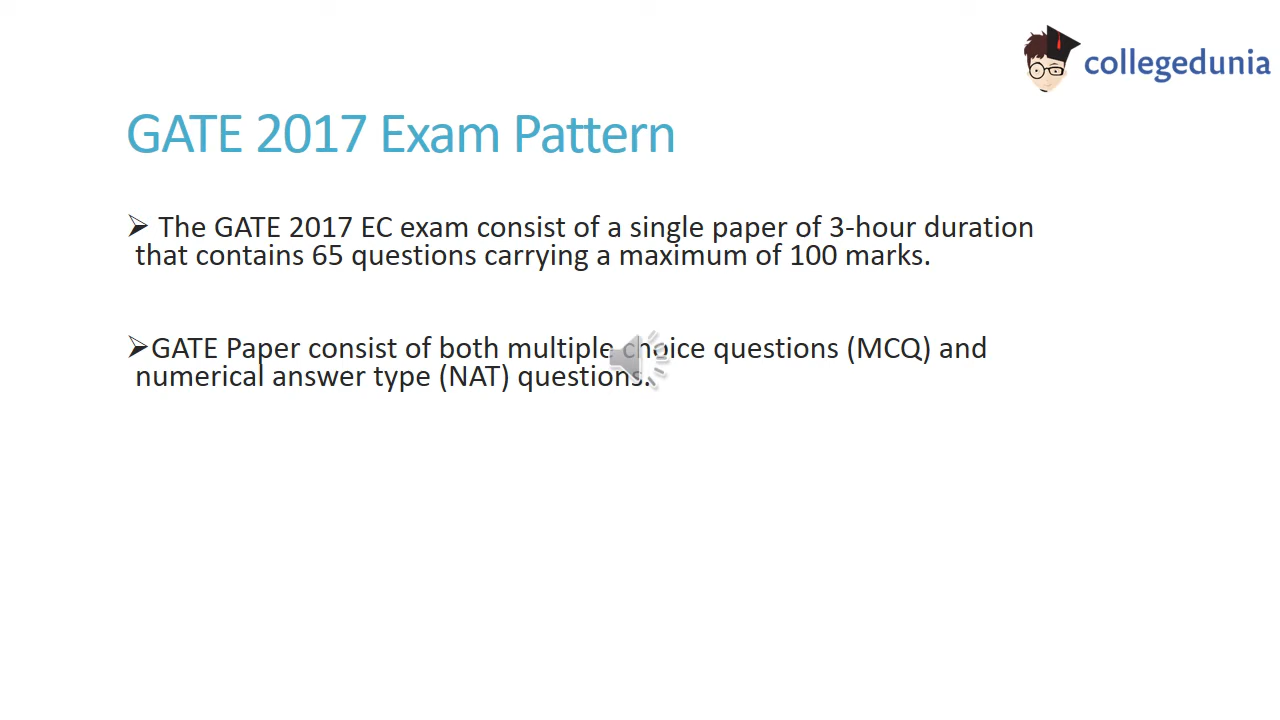 collegedunia
GATE 2017 Exam Pattern
➢ The GATE 2017 EC exam consist of a single paper of 3-hour duration
that contains 65 questions carrying a maximum of 100 marks.
➢GATE Paper consist of both multiple choice questions (MCQ) and
numerical answer type (NAT) questions.